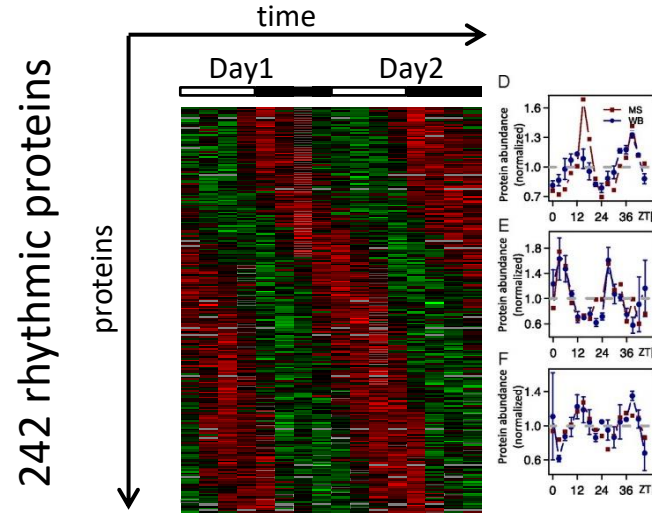 time
Day1
Day2
242 rhythmic proteins
proteins
D
MS
WB
Protein abundance
(normalized)
1.6
1.3
1.0
0.7
0 12 24 36 ZT
E
Protein abundance
(normalized)
1.8
1.4
1.0
0.6
0 12 24 36 ZT
F
Protein abundance
(normalized)
1.4
1.0
0.6
0 12 24 36 ZT